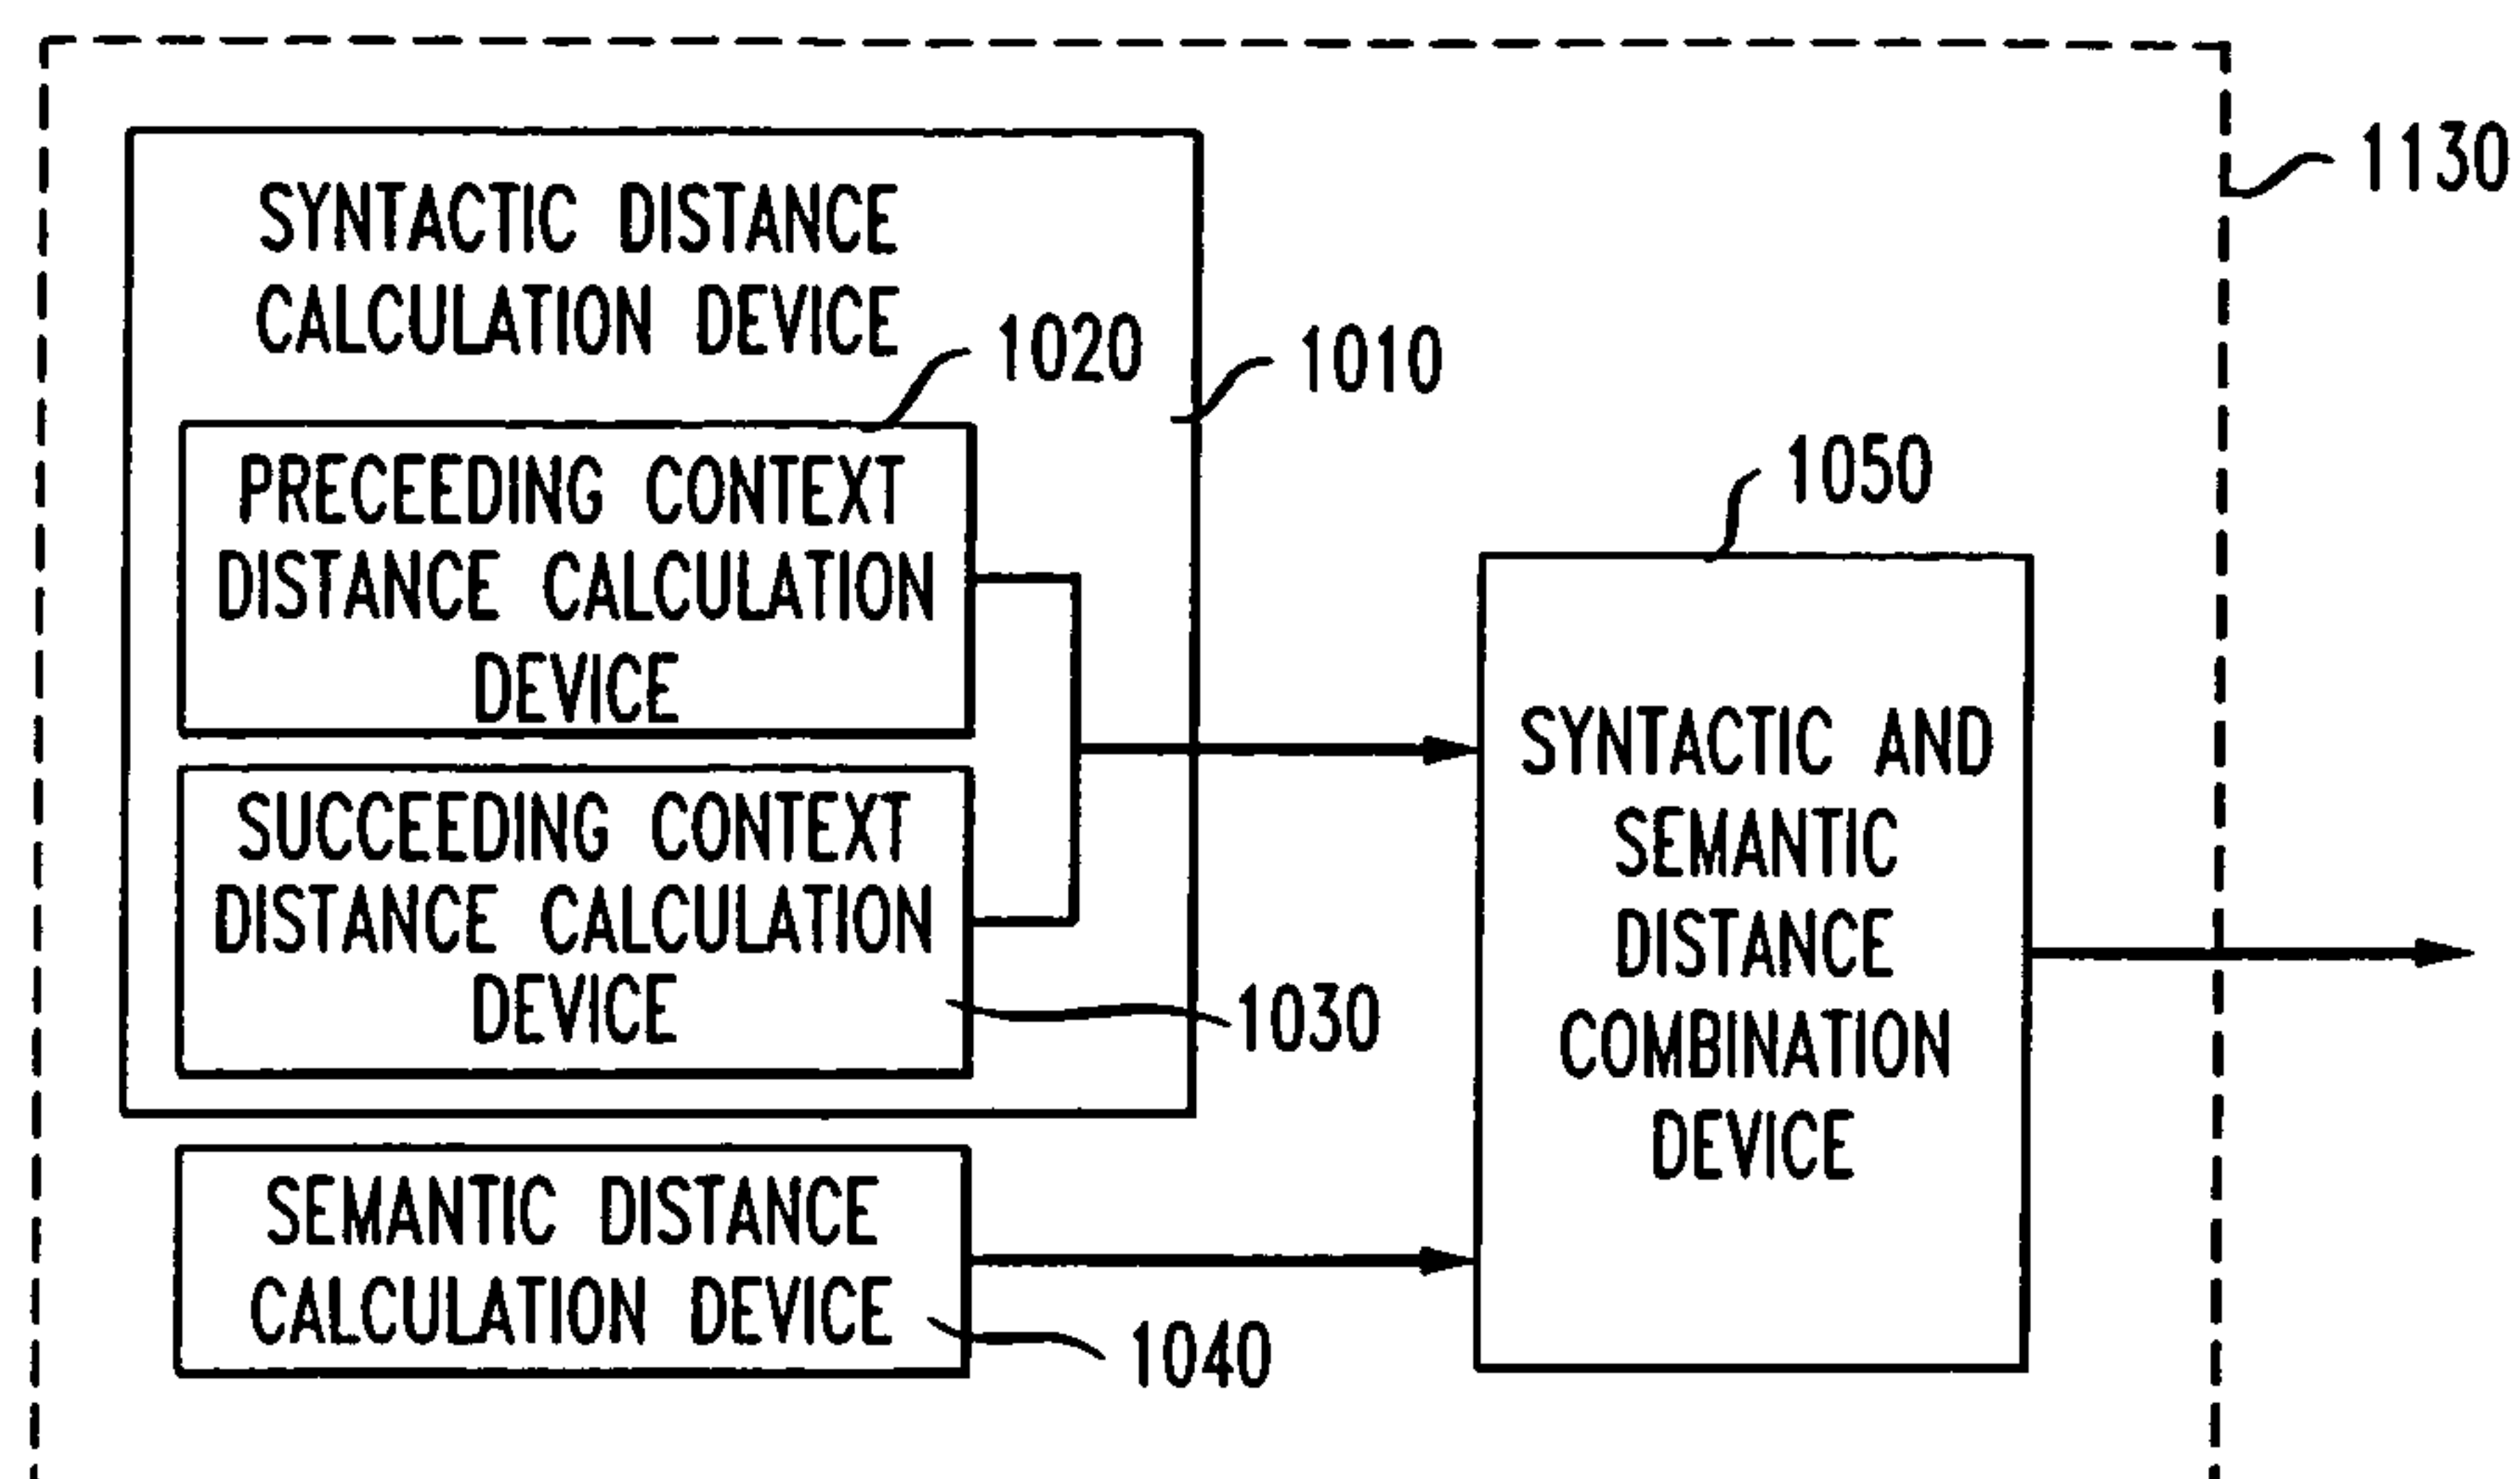 1130
SYNTACTIC DISTANCE
CALCULATION DEVICE
1020
1010
PRECEEDING CONTEXT
DISTANCE CALCULATION
DEVICE
1050
SUCCEEDING CONTEXT
DISTANCE CALCULATION
DEVICE
1030
SYNTACTIC AND
SEMANTIC
DISTANCE
COMBINATION
DEVICE
SEMANTIC DISTANCE
CALCULATION DEVICE
1040